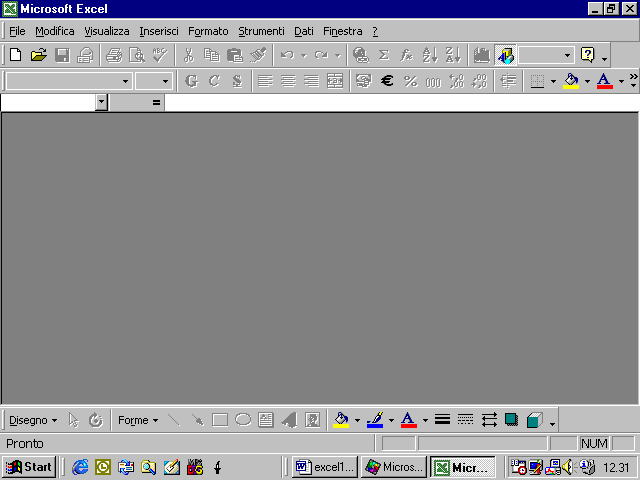 Microsoft Excel
File Modifica Visualizza Inserisci Formato Strumenti Dati Finestra ?
G C S € % 000
=
Disegno Forme
Pronto NUM
Start excel1... Micros... Micr... 12.31